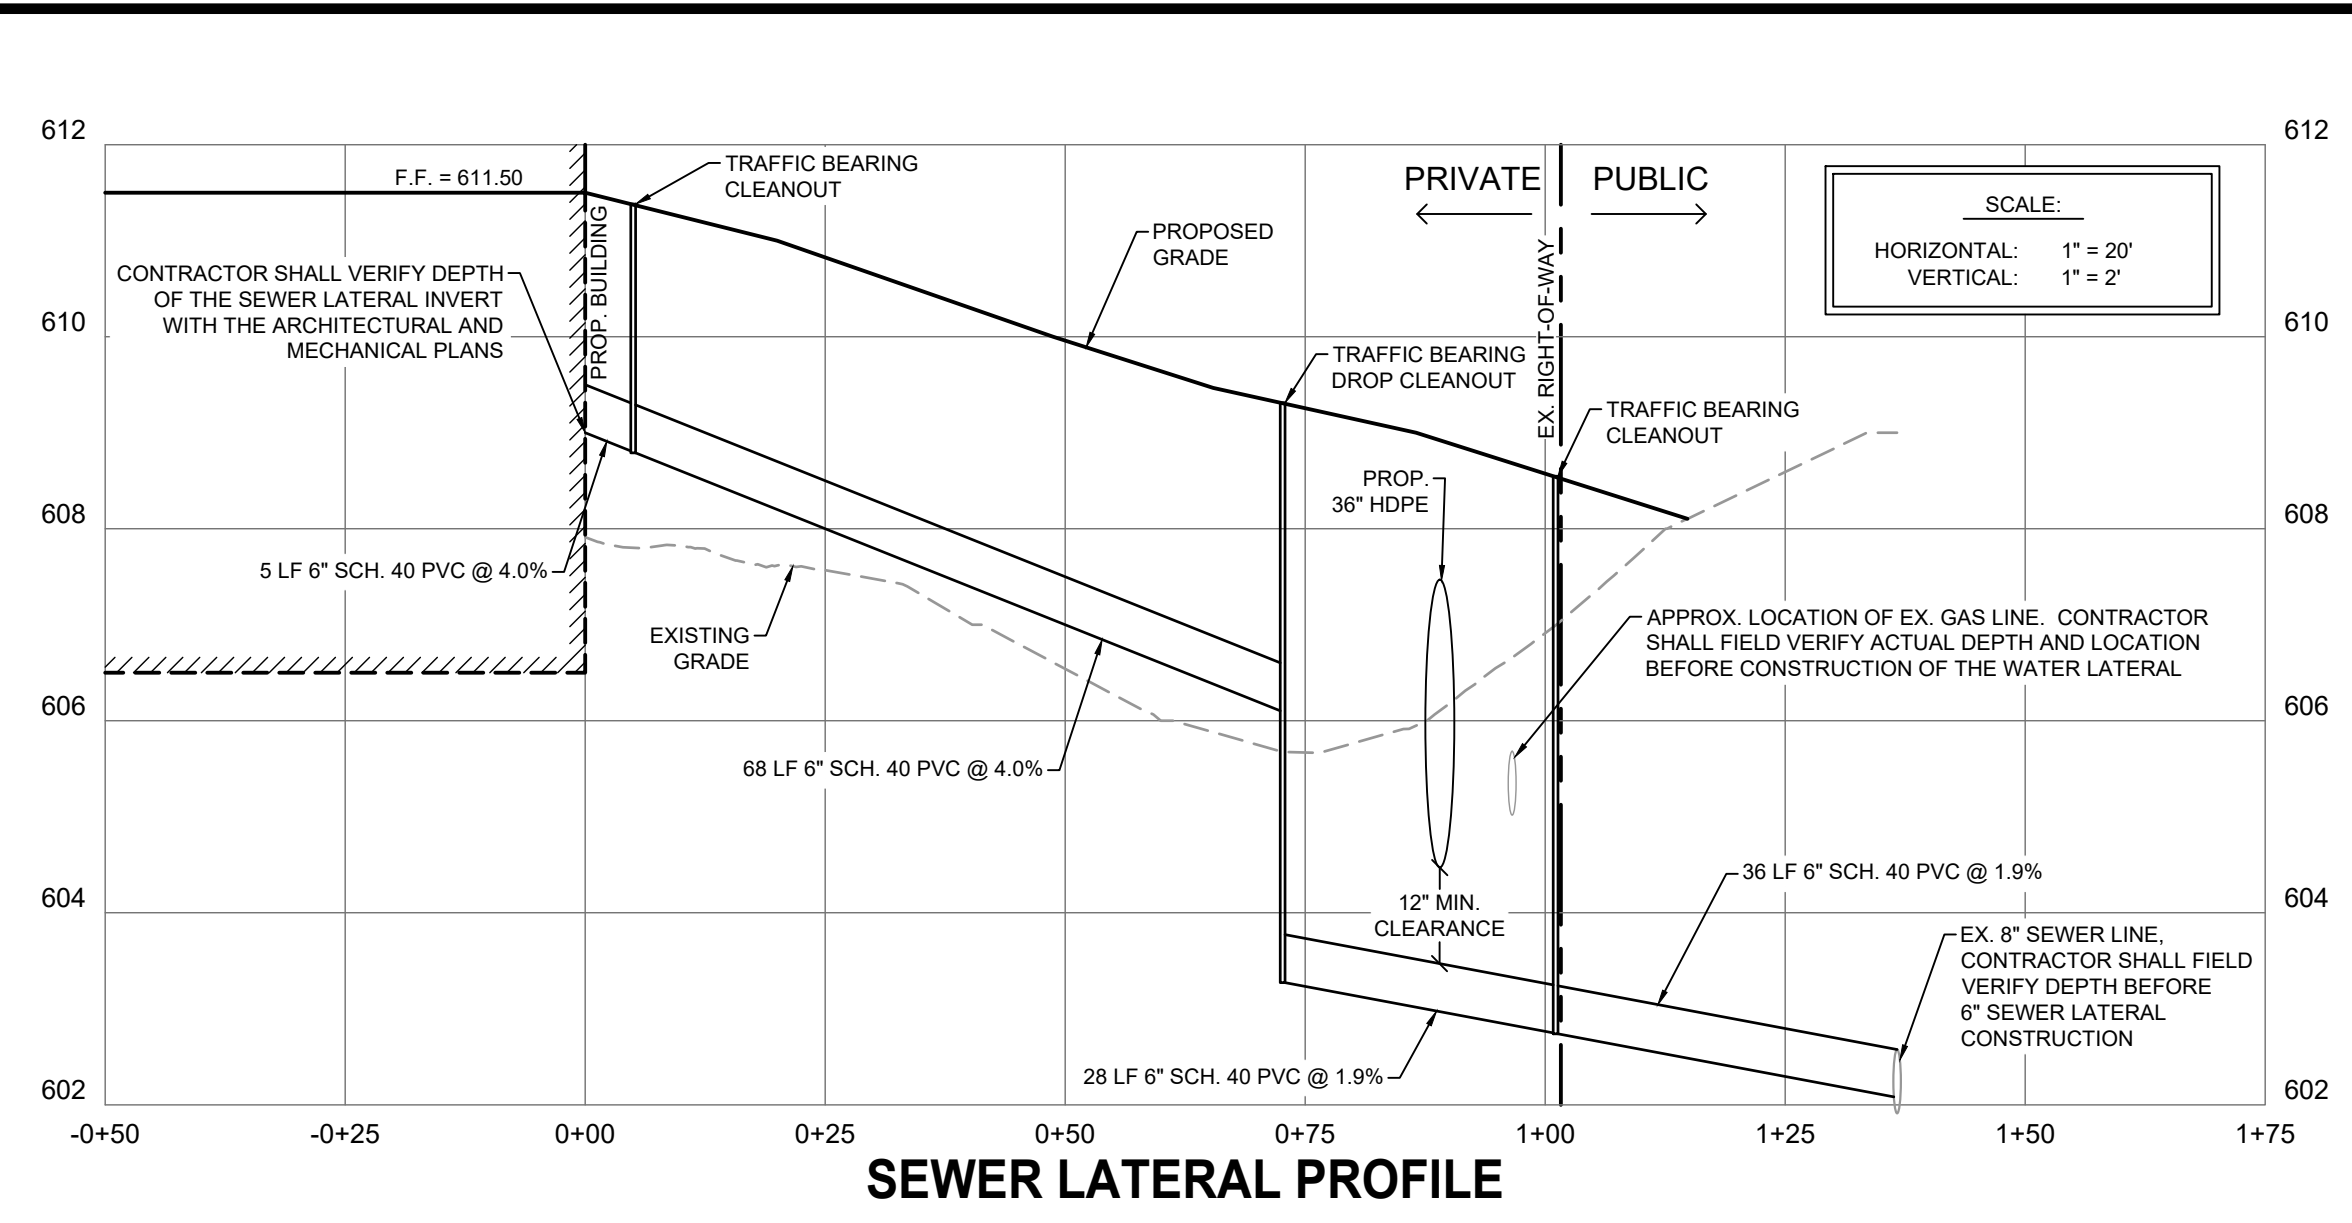 612
612
F.F. = 611.50
TRAFFIC BEARING
CLEANOUT
PRIVATE
PUBLIC
SCALE:
HORIZONTAL: 1" = 20'
VERTICAL: 1" = 2'
PROP. BUILDING
PROPOSED
GRADE
EX. RIGHT-OF-WAY
CONTRACTOR SHALL VERIFY DEPTH
OF THE SEWER LATERAL INVERT
WITH THE ARCHITECTURAL AND
MECHANICAL PLANS
610
610
TRAFFIC BEARING
DROP CLEANOUT
TRAFFIC BEARING
CLEANOUT
PROP.
36" HDPE
608
608
5 LF 6" SCH. 40 PVC @ 4.0%
EXISTING
GRADE
APPROX. LOCATION OF EX. GAS LINE. CONTRACTOR
SHALL FIELD VERIFY ACTUAL DEPTH AND LOCATION
BEFORE CONSTRUCTION OF THE WATER LATERAL
606
606
68 LF 6" SCH. 40 PVC @ 4.0%
36 LF 6" SCH. 40 PVC @ 1.9%
604
604
12" MIN.
CLEARANCE
EX. 8" SEWER LINE,
CONTRACTOR SHALL FIELD
VERIFY DEPTH BEFORE
6" SEWER LATERAL
CONSTRUCTION
28 LF 6" SCH. 40 PVC @ 1.9%
602
602
-0+50
-0+25
0+00
0+25
0+50
0+75
1+00
1+25
1+50
1+75
SEWER LATERAL PROFILE